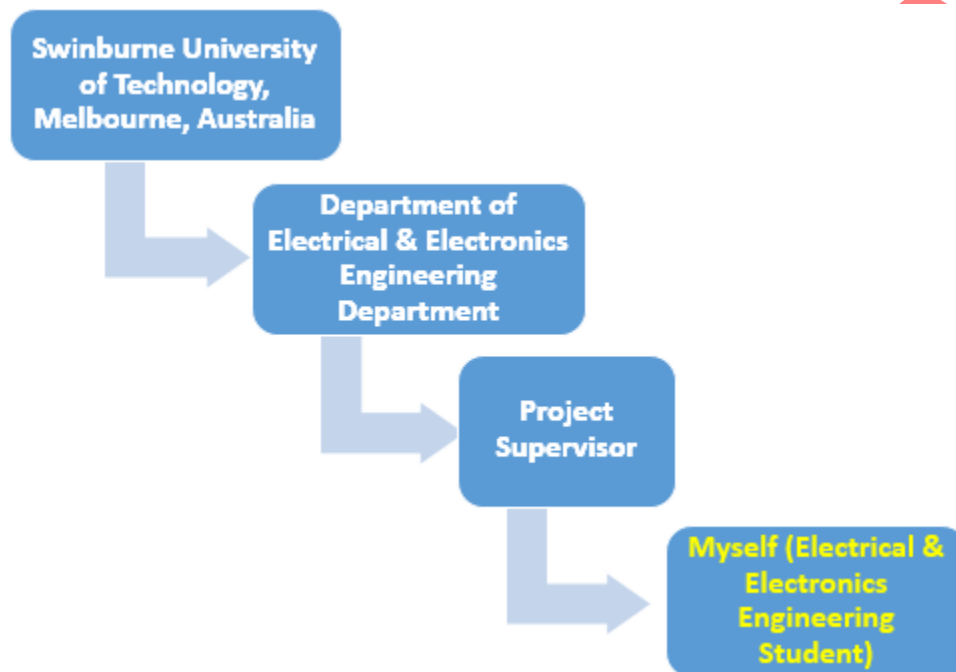 Swinburne University
of Technology,
Melbourne, Australia
Department of
Electrical & Electronics
Engineering
Department
Project
Supervisor
Myself (Electrical &
Electronics
Engineering
Student)